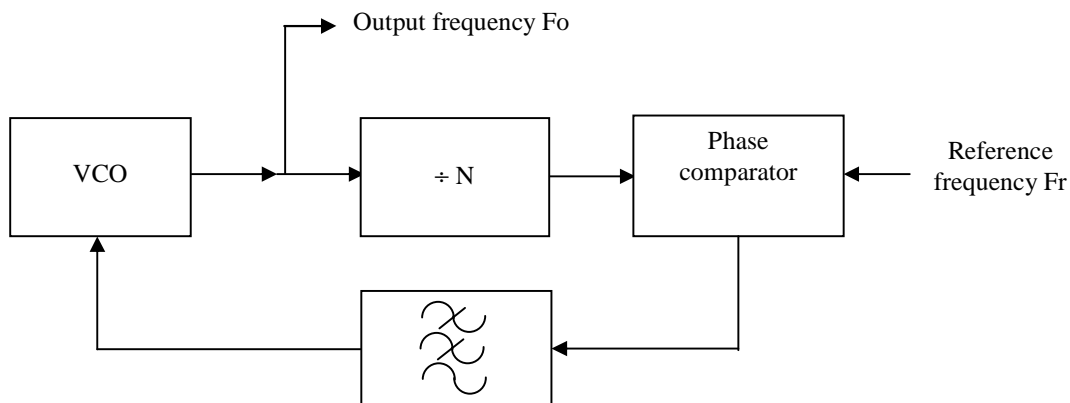 Output frequency Fo
VCO
÷ N
Phase
comparator
Reference
frequency Fr